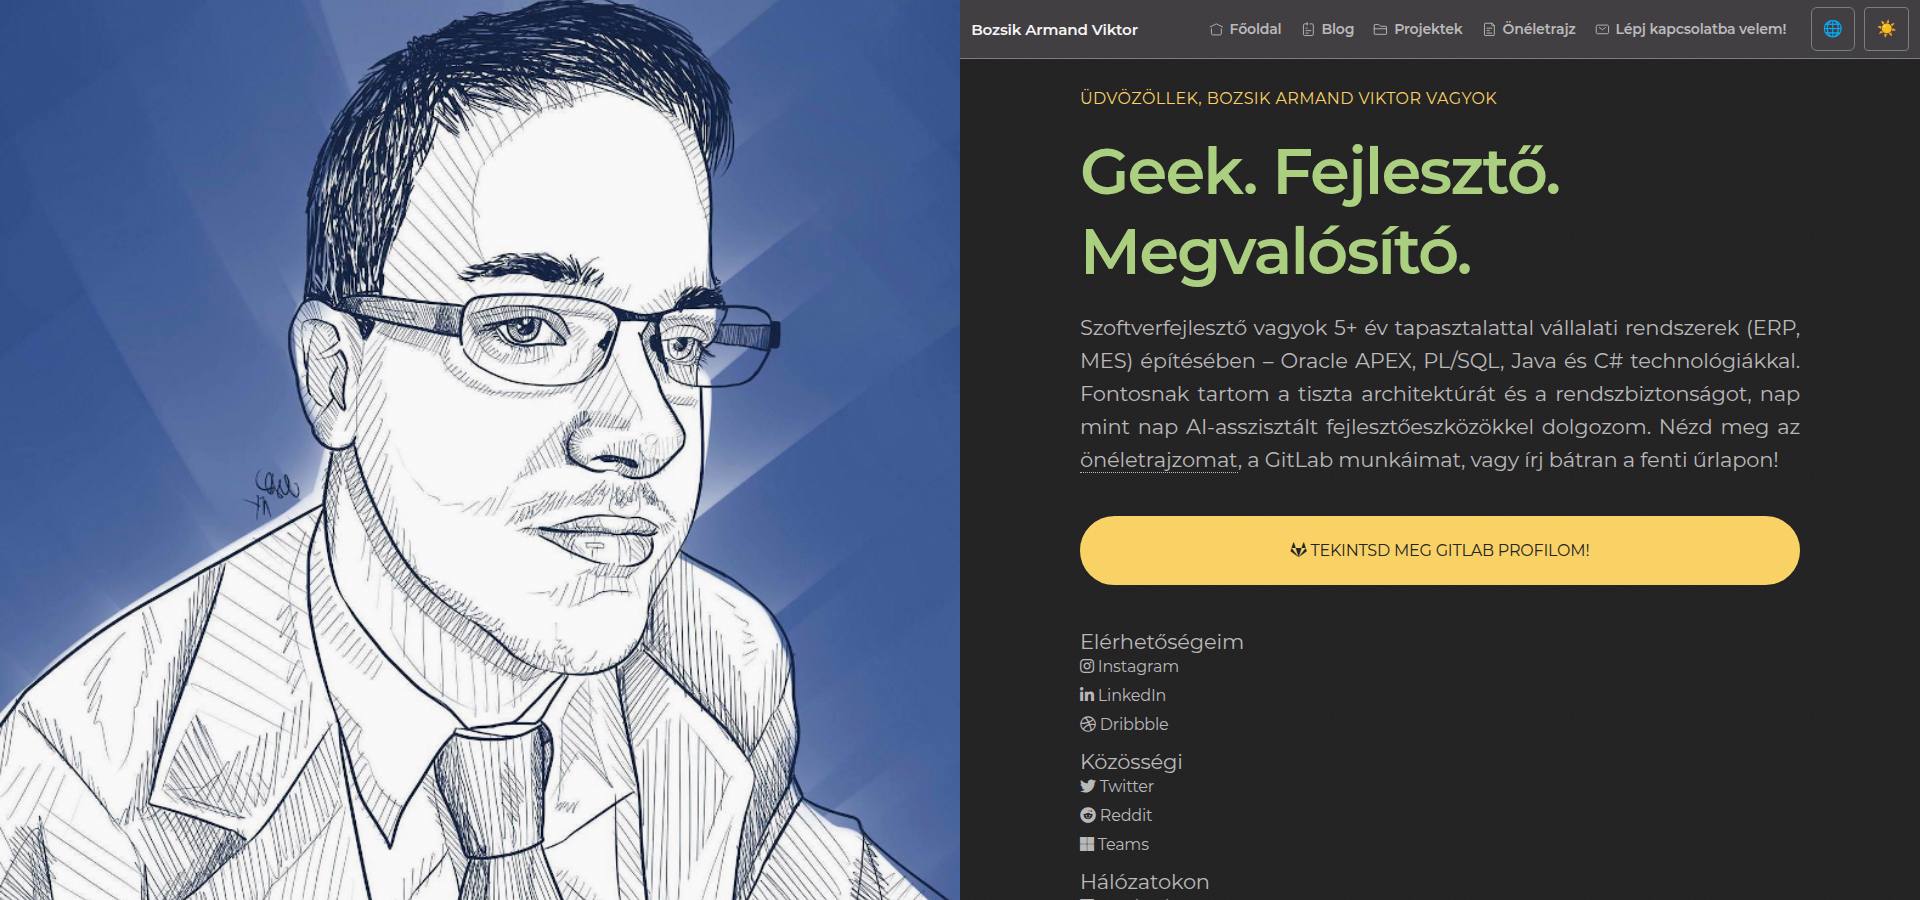 Bozsik Armand Viktor
Főoldal
Blog
Projektek
Önéletrajz
Lépj kapcsolatba velem!
ÜDVÖZÖLLEK, BOZSIK ARMAND VIKTOR VAGYOK
Geek. Fejlesztő.
Megvalósító.
Szoftverfejlesztő vagyok 5+ év tapasztalattal vállalati rendszerek (ERP,
MES) építésében – Oracle APEX, PL/SQL, Java és C# technológiákkal.
Fontosnak tartom a tiszta architektúrát és a rendszbiztonságot, nap
mint nap AI-asszisztált fejlesztőeszközökkel dolgozom. Nézd meg az
önéletrajzomat, a GitLab munkáimat, vagy írj bátran a fenti űrlapon!
TEKINTSD MEG GITLAB PROFILOM!
Elérhetőségeim
Instagram
LinkedIn
Dribbble
Közösségi
Twitter
Reddit
Teams
Hálózatokon